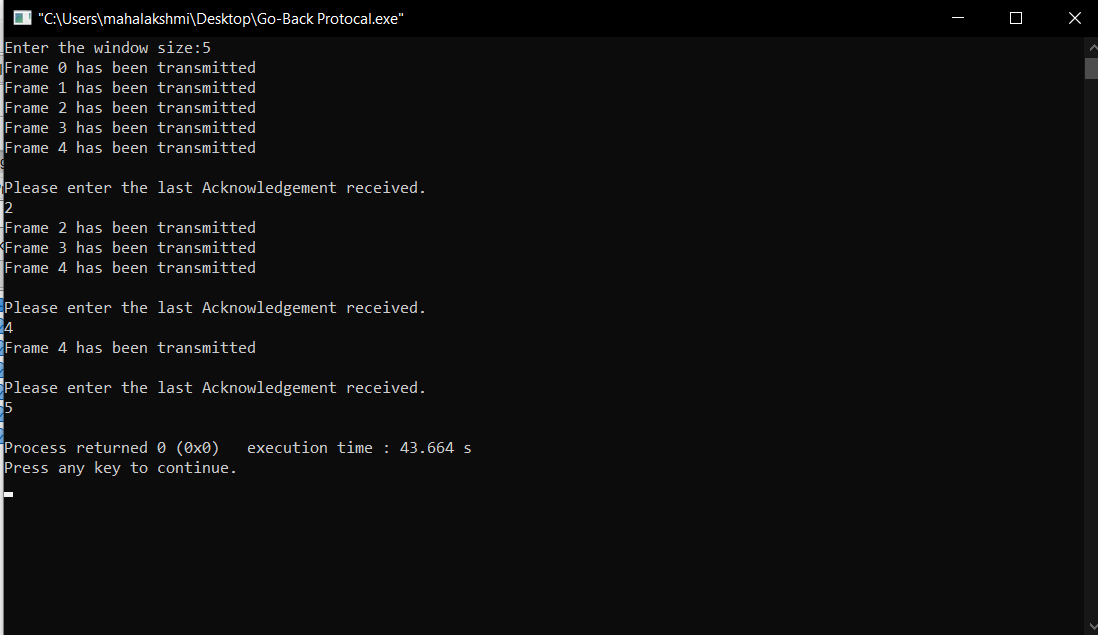 "C:\Users\mahalakshmi\Desktop\Go-Back Protocal.exe"
Enter the window size:5
Frame 0 has been transmitted
Frame 1 has been transmitted
Frame 2 has been transmitted
Frame 3 has been transmitted
Frame 4 has been transmitted
Please enter the last Acknowledgement received.
2
Frame 2 has been transmitted
Frame 3 has been transmitted
Frame 4 has been transmitted
Please enter the last Acknowledgement received.
4
Frame 4 has been transmitted
Please enter the last Acknowledgement received.
5
Process returned 0 (0x0)   execution time : 43.664 s
Press any key to continue.